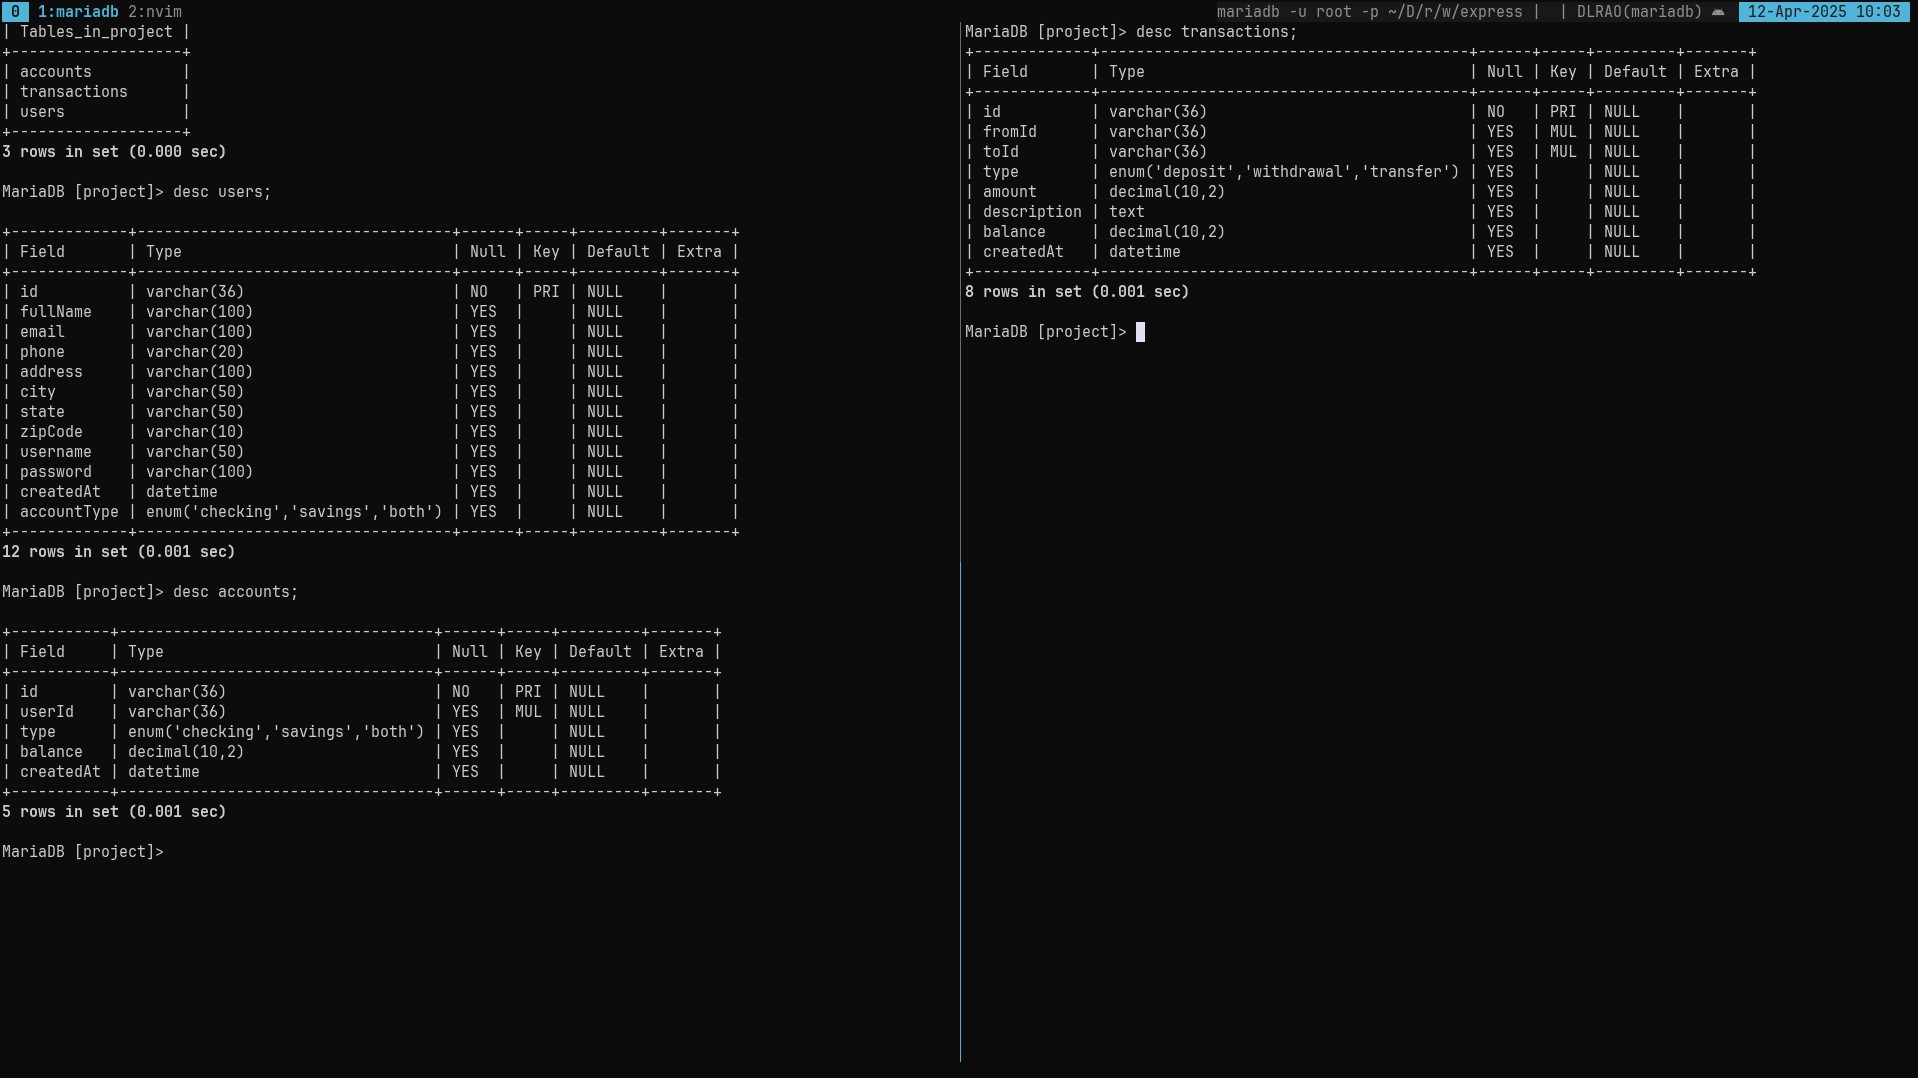 0 1:mariadb 2:nvim mariadb -u root -p ~/D/r/w/express | | DLRAO(mariadb) 12-Apr-2025 10:03
| Tables_in_project |
+-------------------+
| accounts          |
| transactions      |
| users             |
+-------------------+
3 rows in set (0.000 sec)
MariaDB [project]> desc users;
+-------------+-----------------------------------+------+-----+---------+-------+
| Field       | Type                              | Null | Key | Default | Extra |
+-------------+-----------------------------------+------+-----+---------+-------+
| id          | varchar(36)                       | NO   | PRI | NULL    |       |
| fullName    | varchar(100)                      | YES  |     | NULL    |       |
| email       | varchar(100)                      | YES  |     | NULL    |       |
| phone       | varchar(20)                       | YES  |     | NULL    |       |
| address     | varchar(100)                      | YES  |     | NULL    |       |
| city        | varchar(50)                       | YES  |     | NULL    |       |
| state       | varchar(50)                       | YES  |     | NULL    |       |
| zipCode     | varchar(10)                       | YES  |     | NULL    |       |
| username    | varchar(50)                       | YES  |     | NULL    |       |
| password    | varchar(100)                      | YES  |     | NULL    |       |
| createdAt   | datetime                          | YES  |     | NULL    |       |
| accountType | enum('checking','savings','both') | YES  |     | NULL    |       |
+-------------+-----------------------------------+------+-----+---------+-------+
12 rows in set (0.001 sec)
MariaDB [project]> desc accounts;
+-----------+-----------------------------------+------+-----+---------+-------+
| Field     | Type                              | Null | Key | Default | Extra |
+-----------+-----------------------------------+------+-----+---------+-------+
| id        | varchar(36)                       | NO   | PRI | NULL    |       |
| userId    | varchar(36)                       | YES  | MUL | NULL    |       |
| type      | enum('checking','savings','both') | YES  |     | NULL    |       |
| balance   | decimal(10,2)                     | YES  |     | NULL    |       |
| createdAt | datetime                          | YES  |     | NULL    |       |
+-----------+-----------------------------------+------+-----+---------+-------+
5 rows in set (0.001 sec)
MariaDB [project]>
MariaDB [project]> desc transactions;
+-------------+-----------------------------------------+------+-----+---------+-------+
| Field       | Type                                    | Null | Key | Default | Extra |
+-------------+-----------------------------------------+------+-----+---------+-------+
| id          | varchar(36)                             | NO   | PRI | NULL    |       |
| fromId      | varchar(36)                             | YES  | MUL | NULL    |       |
| toId        | varchar(36)                             | YES  | MUL | NULL    |       |
| type        | enum('deposit','withdrawal','transfer') | YES  |     | NULL    |       |
| amount      | decimal(10,2)                           | YES  |     | NULL    |       |
| description | text                                    | YES  |     | NULL    |       |
| balance     | decimal(10,2)                           | YES  |     | NULL    |       |
| createdAt   | datetime                                | YES  |     | NULL    |       |
+-------------+-----------------------------------------+------+-----+---------+-------+
8 rows in set (0.001 sec)
MariaDB [project]>